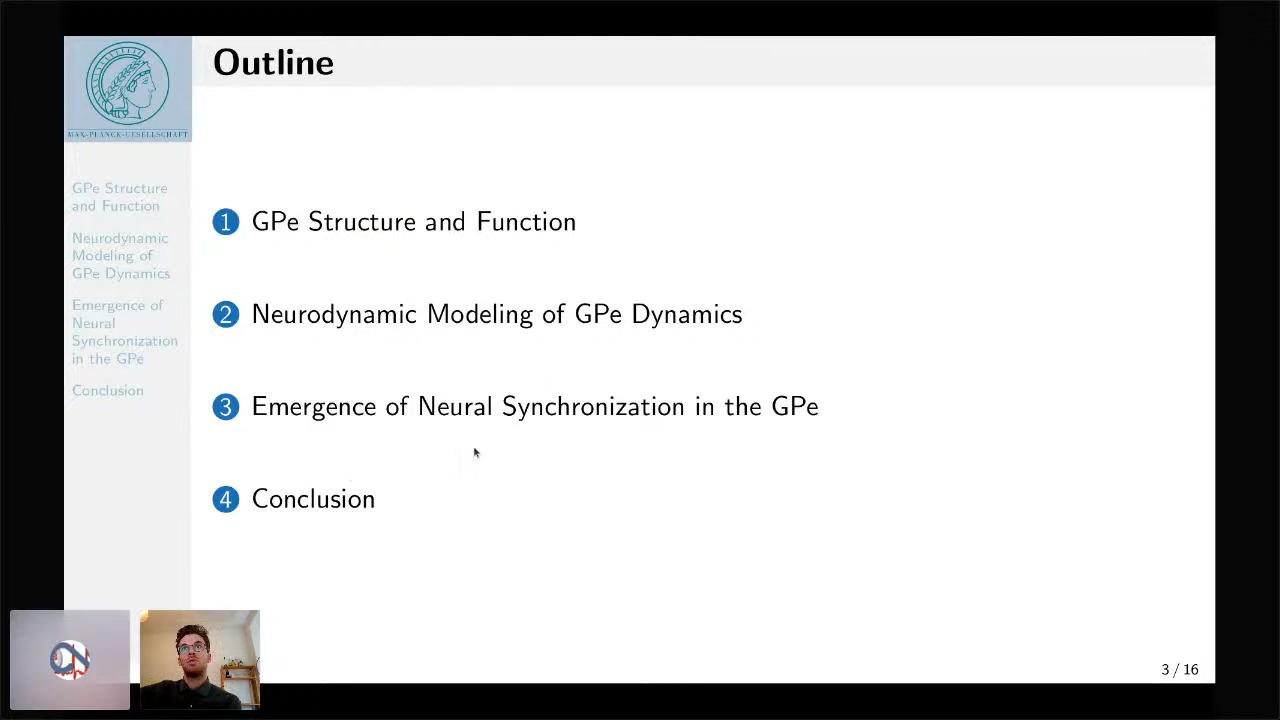 Outline
MAX-PLANCK-GESELLSCHAFT
GPe Structure
and Function
Neurodynamic
Modeling of
GPe Dynamics
Emergence of
Neural
Synchronization
in the GPe
Conclusion
1 GPe Structure and Function
2 Neurodynamic Modeling of GPe Dynamics
3 Emergence of Neural Synchronization in the GPe
4 Conclusion
3 / 16